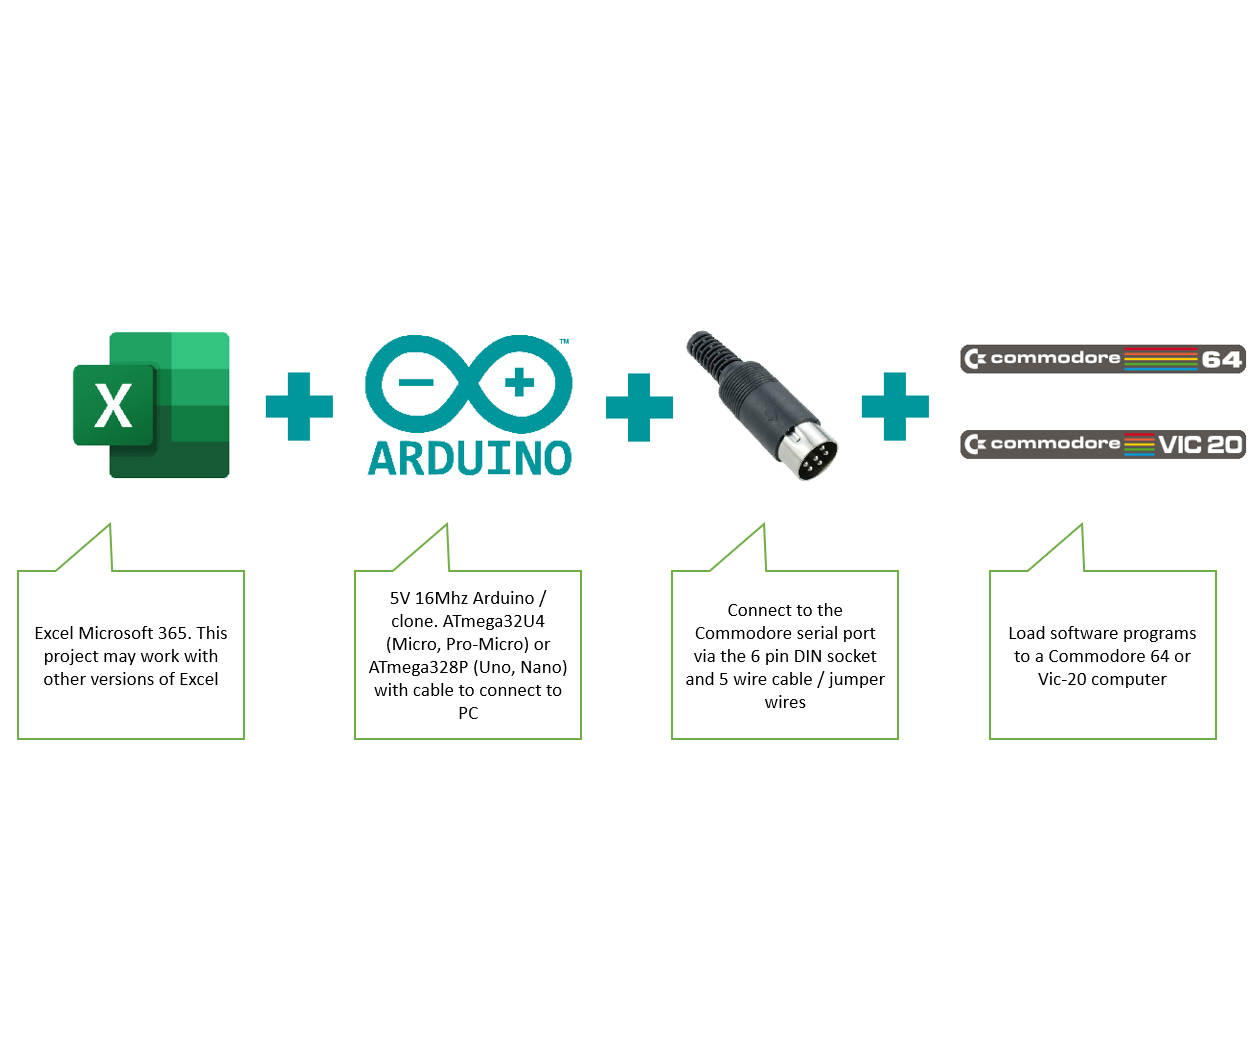 X
ARDUINO
TM
commodore 64
commodore VIC 20
Excel Microsoft 365. This
project may work with
other versions of Excel
5V 16Mhz Arduino /
clone. ATmega32U4
(Micro, Pro-Micro) or
ATmega328P (Uno, Nano)
with cable to connect to
PC
Connect to the
Commodore serial port
via the 6 pin DIN socket
and 5 wire cable / jumper
wires
Load software programs
to a Commodore 64 or
Vic-20 computer